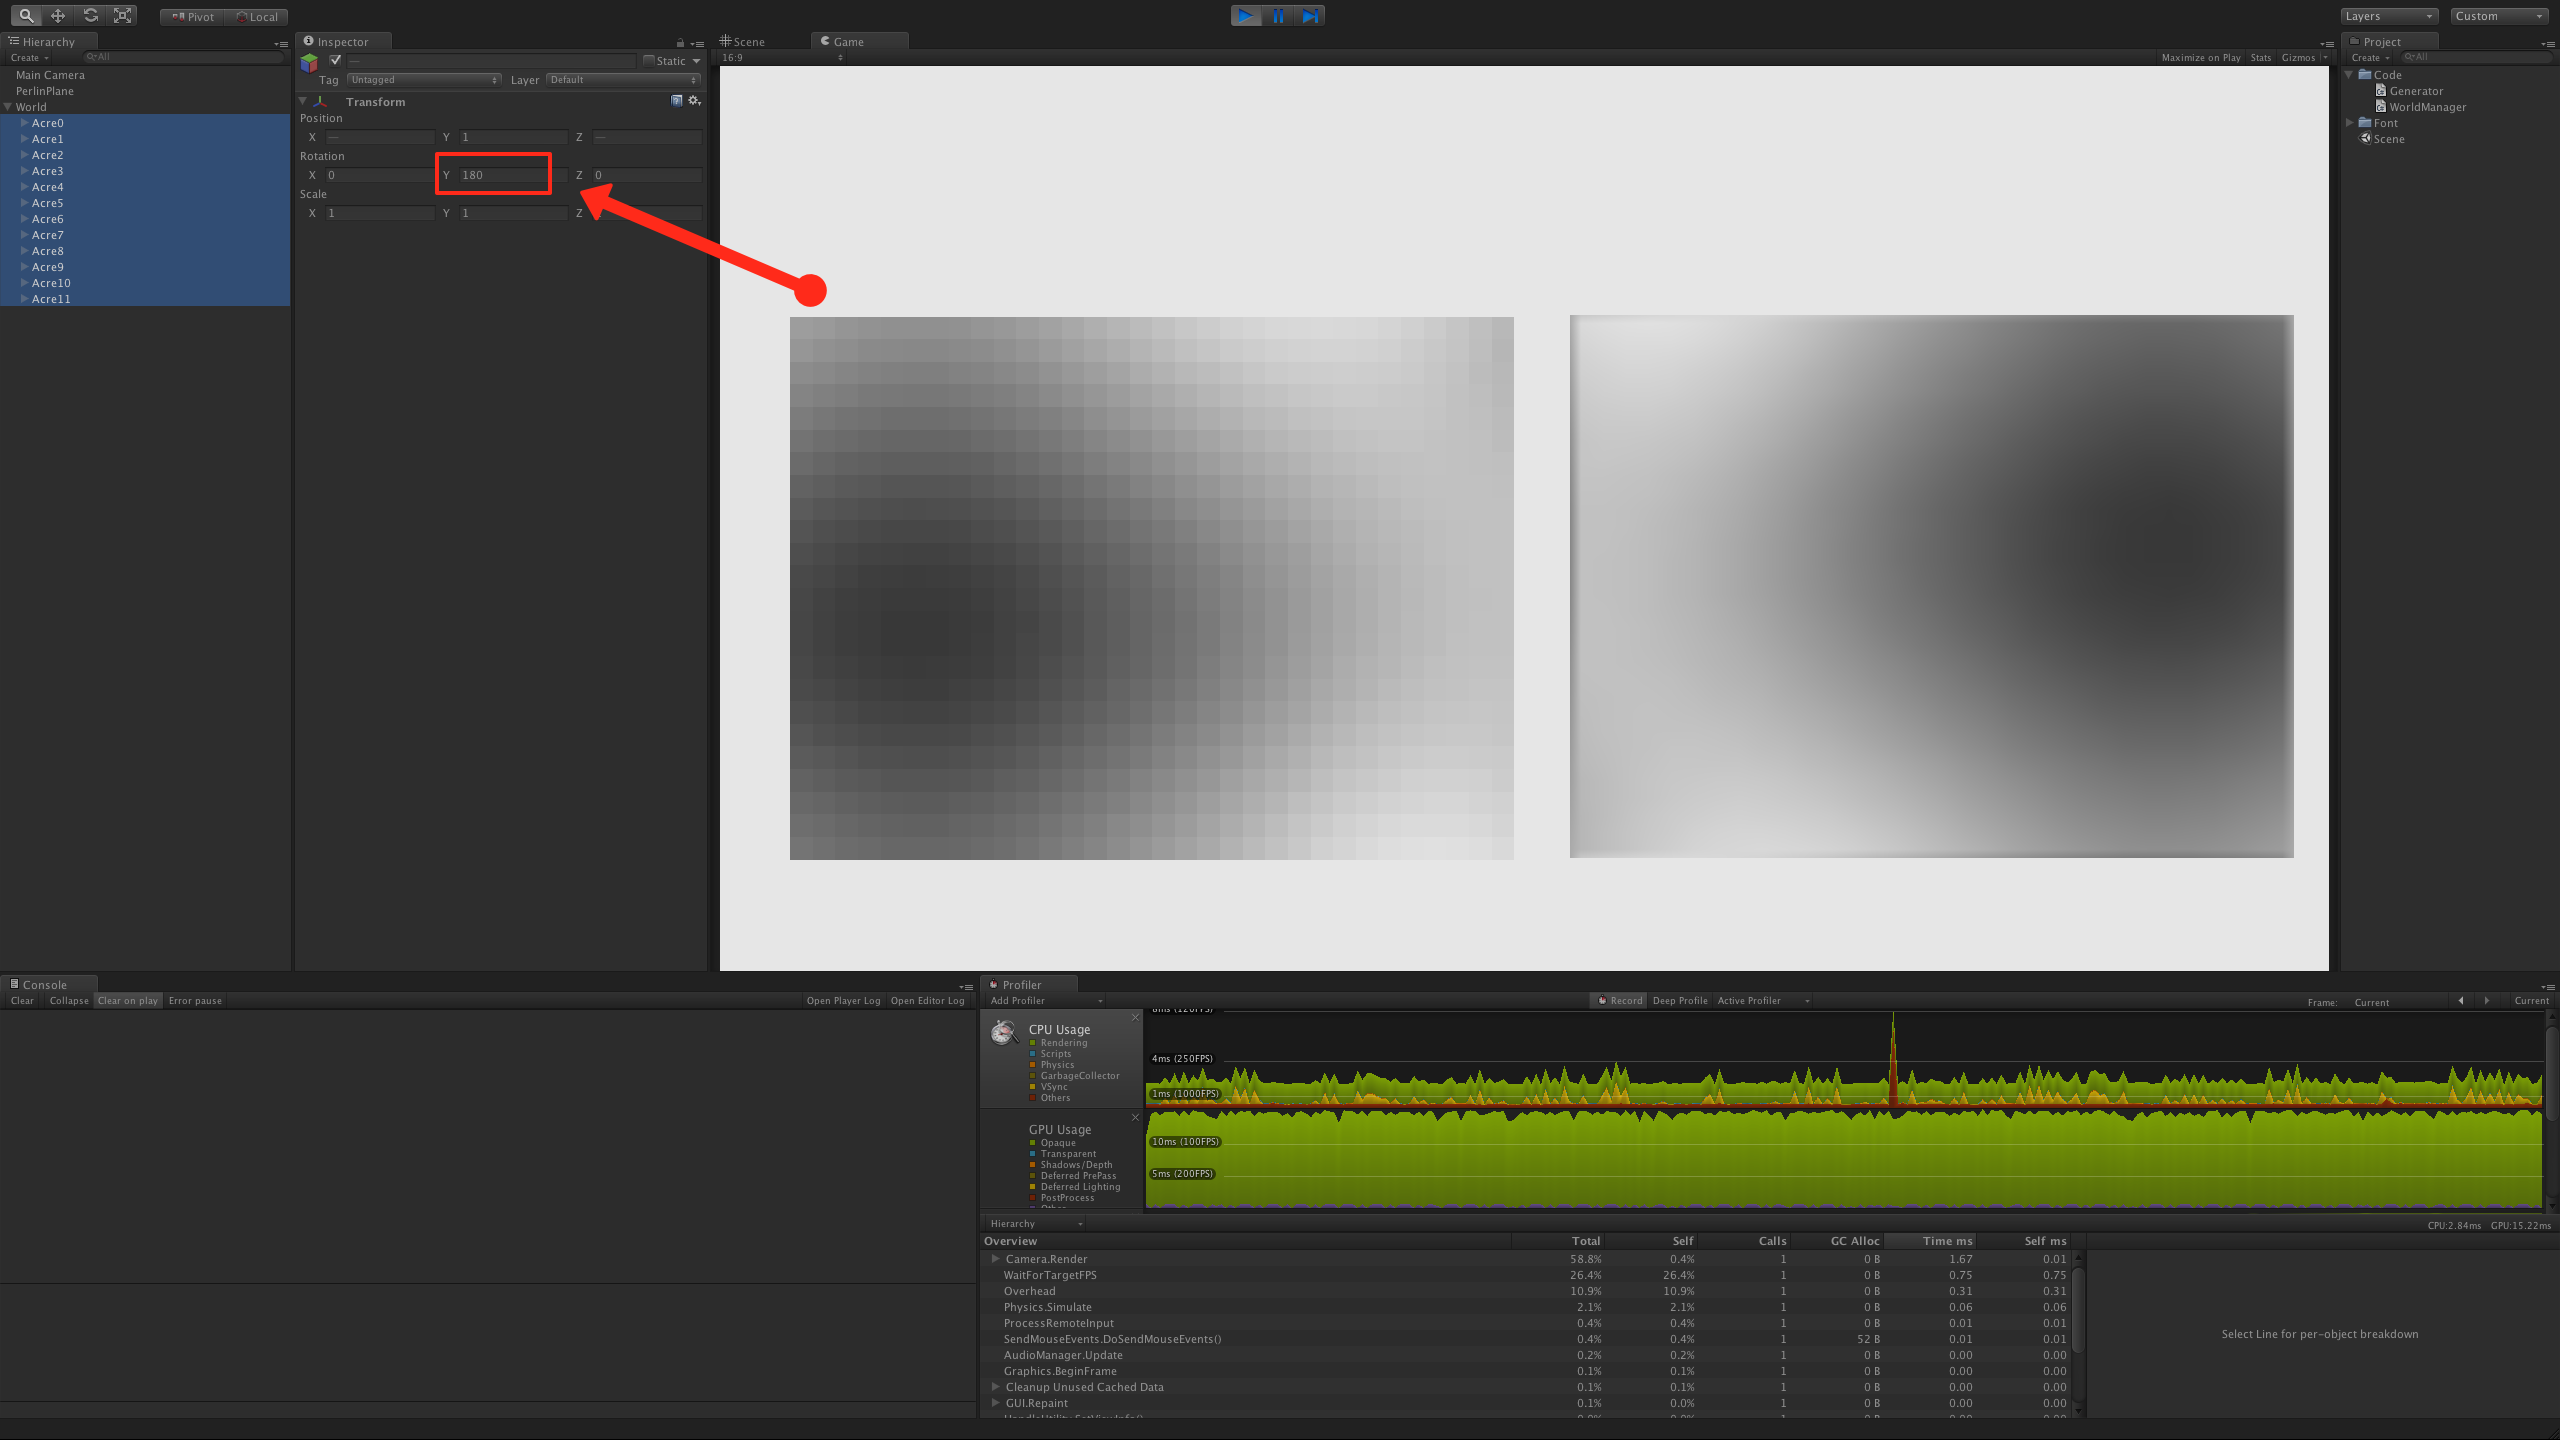 Pivot Local
Layers Custom
Hierarchy
Create All
Main Camera
PerlinPlane
World
Acre0
Acre1
Acre2
Acre3
Acre4
Acre5
Acre6
Acre7
Acre8
Acre9
Acre10
Acre11
Inspector
— Static
Tag Untagged Layer Default
Transform
Position
X — Y 1 Z —
Rotation
X 0 Y 180 Z 0
Scale
X 1 Y 1 Z
Scene Game
16:9 Maximize on Play Stats Gizmos
Project
Create All
Code
Generator
WorldManager
Font
Scene
Console
Clear Collapse Clear on play Error pause Open Player Log Open Editor Log
Profiler
Add Profiler Record Deep Profile Active Profiler Frame: Current Current
CPU Usage
Rendering
Scripts
Physics
GarbageCollector
VSync
Others
8ms (120FPS)
4ms (250FPS)
1ms (1000FPS)
GPU Usage
Opaque
Transparent
Shadows/Depth
Deferred PrePass
Deferred Lighting
PostProcess
Other
10ms (100FPS)
5ms (200FPS)
Hierarchy CPU:2.84ms GPU:15.22ms
Overview Total Self Calls GC Alloc Time ms Self ms
Camera.Render 58.8% 0.4% 1 0 B 1.67 0.01
WaitForTargetFPS 26.4% 26.4% 1 0 B 0.75 0.75
Overhead 10.9% 10.9% 1 0 B 0.31 0.31
Physics.Simulate 2.1% 2.1% 1 0 B 0.06 0.06
ProcessRemoteInput 0.4% 0.4% 1 0 B 0.01 0.01
SendMouseEvents.DoSendMouseEvents() 0.4% 0.4% 1 52 B 0.01 0.01
AudioManager.Update 0.2% 0.2% 1 0 B 0.00 0.00
Graphics.BeginFrame 0.1% 0.1% 1 0 B 0.00 0.00
Cleanup Unused Cached Data 0.1% 0.1% 1 0 B 0.00 0.00
GUI.Repaint 0.1% 0.0% 1 0 B 0.00 0.00
Select Line for per-object breakdown